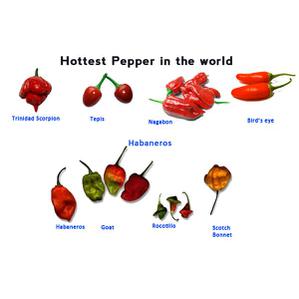 Hottest Pepper in the world
Trinidad Scorpion
Tepis
Nagabon
Bird's eye
Habaneros
Habaneros
Goat
Rocotillo
Scotch
Bonnet